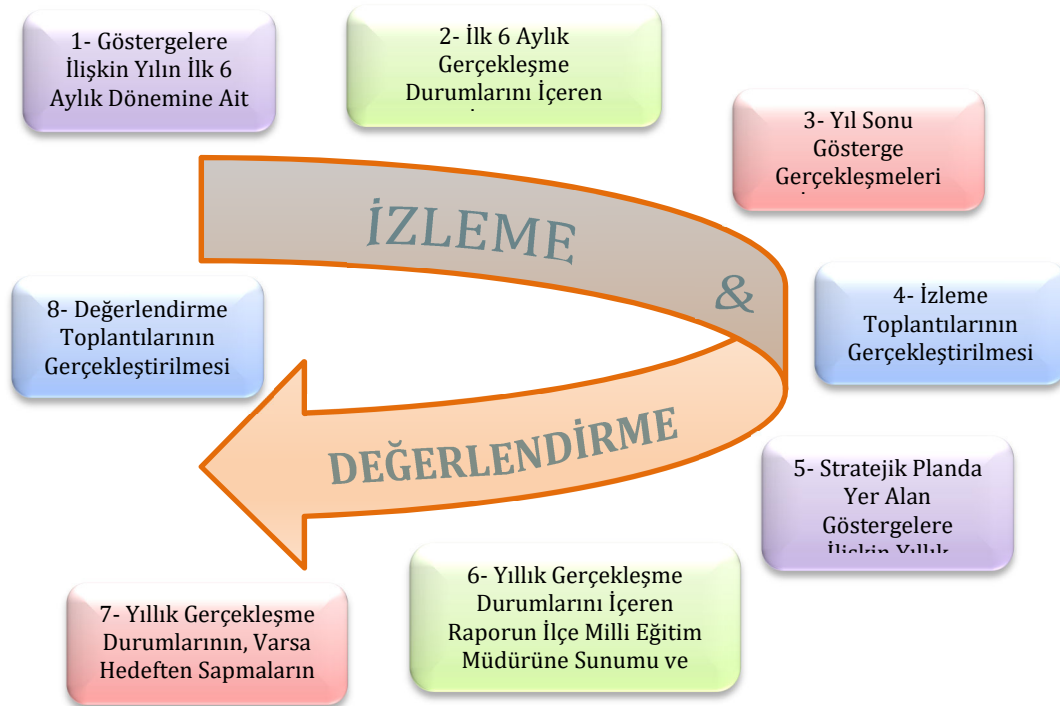 1- Göstergelere
İlişkin Yılın İlk 6
Aylık Dönemine Ait
2- İlk 6 Aylık
Gerçekleşme
Durumlarını İçeren
3- Yıl Sonu
Gösterge
Gerçekleşmeleri
İZLEME
&
4- İzleme
Toplantılarının
Gerçekleştirilmesi
8- Değerlendirme
Toplantılarının
Gerçekleştirilmesi
DEĞERLENDİRME
5- Stratejik Planda
Yer Alan
Göstergelere
İlişkin Yıllık
6- Yıllık Gerçekleşme
Durumlarını İçeren
Raporun İlçe Milli Eğitim
Müdürüne Sunumu ve
7- Yıllık Gerçekleşme
Durumlarının, Varsa
Hedeften Sapmaların